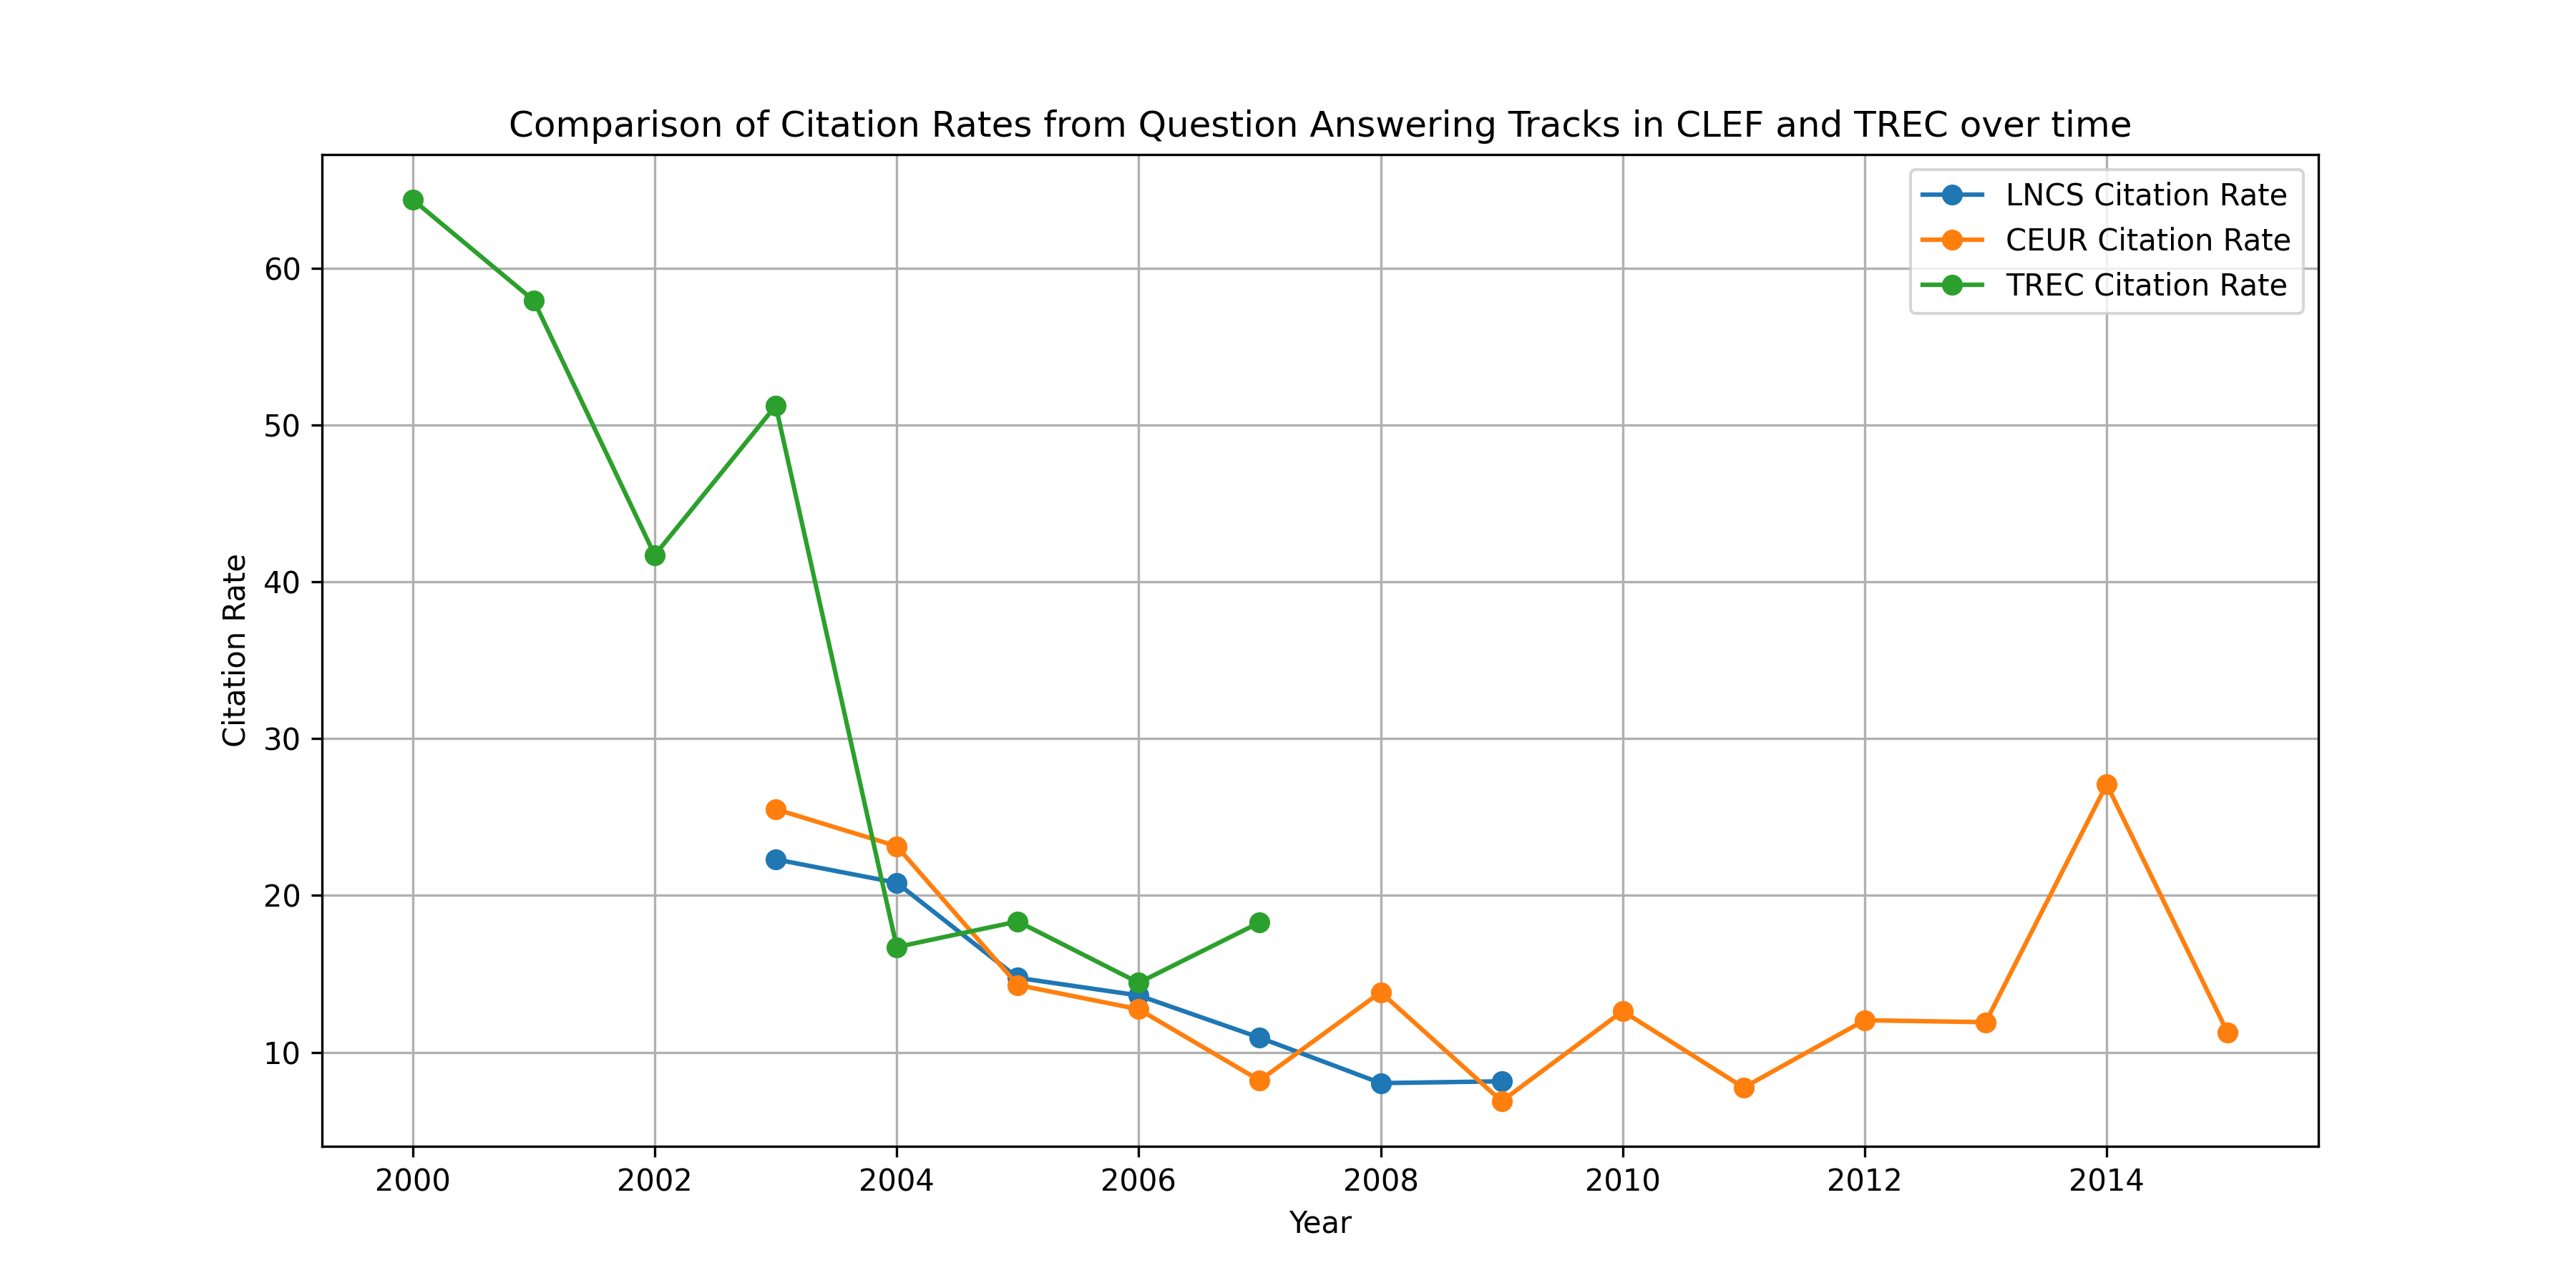 Comparison of Citation Rates from Question Answering Tracks in CLEF and TREC over time
LNCS Citation Rate
CEUR Citation Rate
TREC Citation Rate
Citation Rate
60
50
40
30
20
10
2000 2002 2004 2006 2008 2010 2012 2014
Year